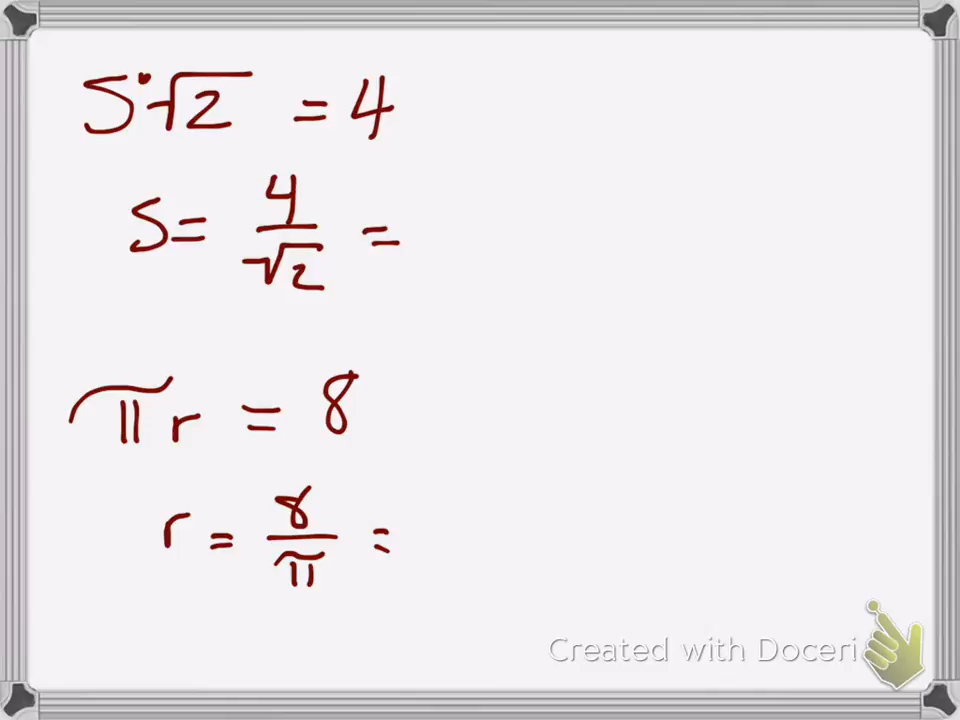 S·√2 = 4
S = 4/√2 =
πr = 8
r = 8/π =
Created with Doceri